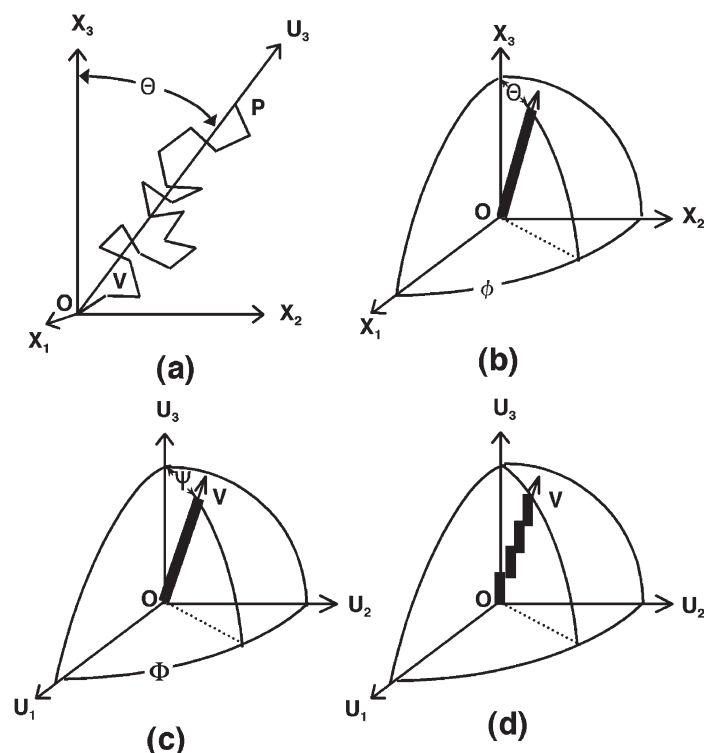 X3
U3
Θ
P
V
O
X1
X2
(a)
X3
Θ
O
X2
ϕ
X1
(b)
U3
Ψ
V
O
U2
Φ
U1
(c)
U3
V
O
U2
U1
(d)